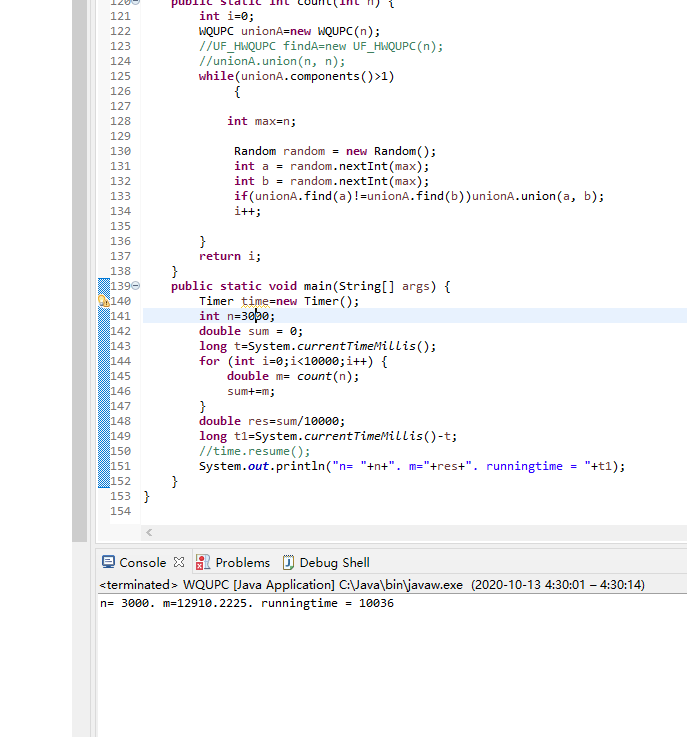 120 public static int count(int n) {
121 int i=0;
122 WQUPC unionA=new WQUPC(n);
123 //UF_HWQUPC findA=new UF_HWQUPC(n);
124 //unionA.union(n, n);
125 while(unionA.components()>1)
126 {
127
128 int max=n;
129
130 Random random = new Random();
131 int a = random.nextInt(max);
132 int b = random.nextInt(max);
133 if(unionA.find(a)!=unionA.find(b))unionA.union(a, b);
134 i++;
135
136 }
137 return i;
138 }
139 public static void main(String[] args) {
140 Timer time=new Timer();
141 int n=3000;
142 double sum = 0;
143 long t=System.currentTimeMillis();
144 for (int i=0;i<10000;i++) {
145 double m= count(n);
146 sum+=m;
147 }
148 double res=sum/10000;
149 long t1=System.currentTimeMillis()-t;
150 //time.resume();
151 System.out.println("n= "+n+". m="+res+". runningtime = "+t1);
152 }
153 }
154
Console Problems Debug Shell
<terminated> WQUPC [Java Application] C:\Java\bin\javaw.exe (2020-10-13 4:30:01 – 4:30:14)
n= 3000. m=12910.2225. runningtime = 10036